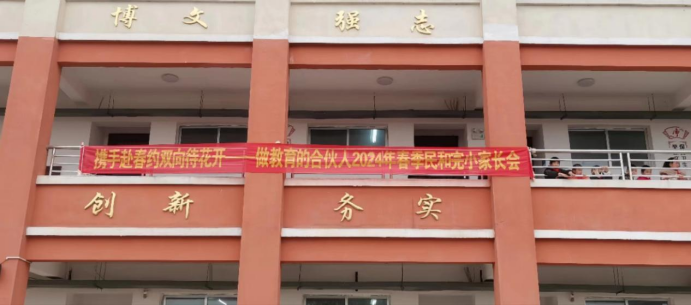 博文 强志
携手赴春约双向待花开——做教育的合伙人2024年春季民和完小家长会
创新 务实